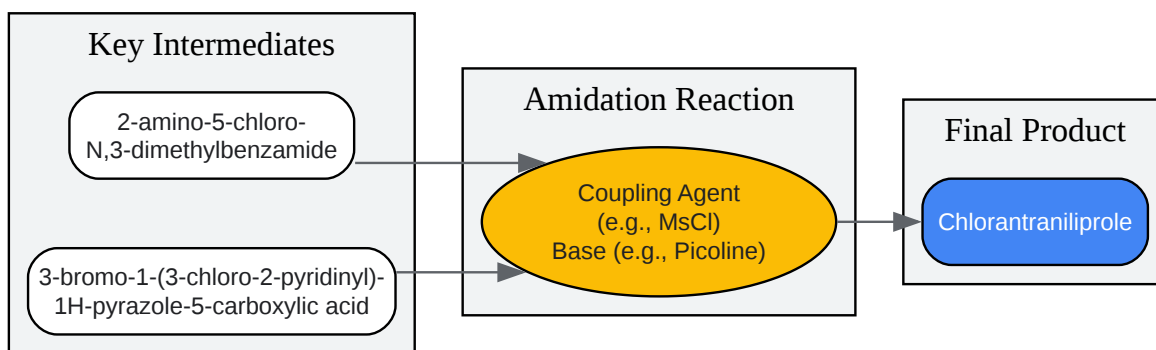 Key Intermediates
2-amino-5-chloro-
N,3-dimethylbenzamide
3-bromo-1-(3-chloro-2-pyridinyl)-
1H-pyrazole-5-carboxylic acid
Amidation Reaction
Coupling Agent
(e.g., MsCl)
Base (e.g., Picoline)
Final Product
Chlorantraniliprole